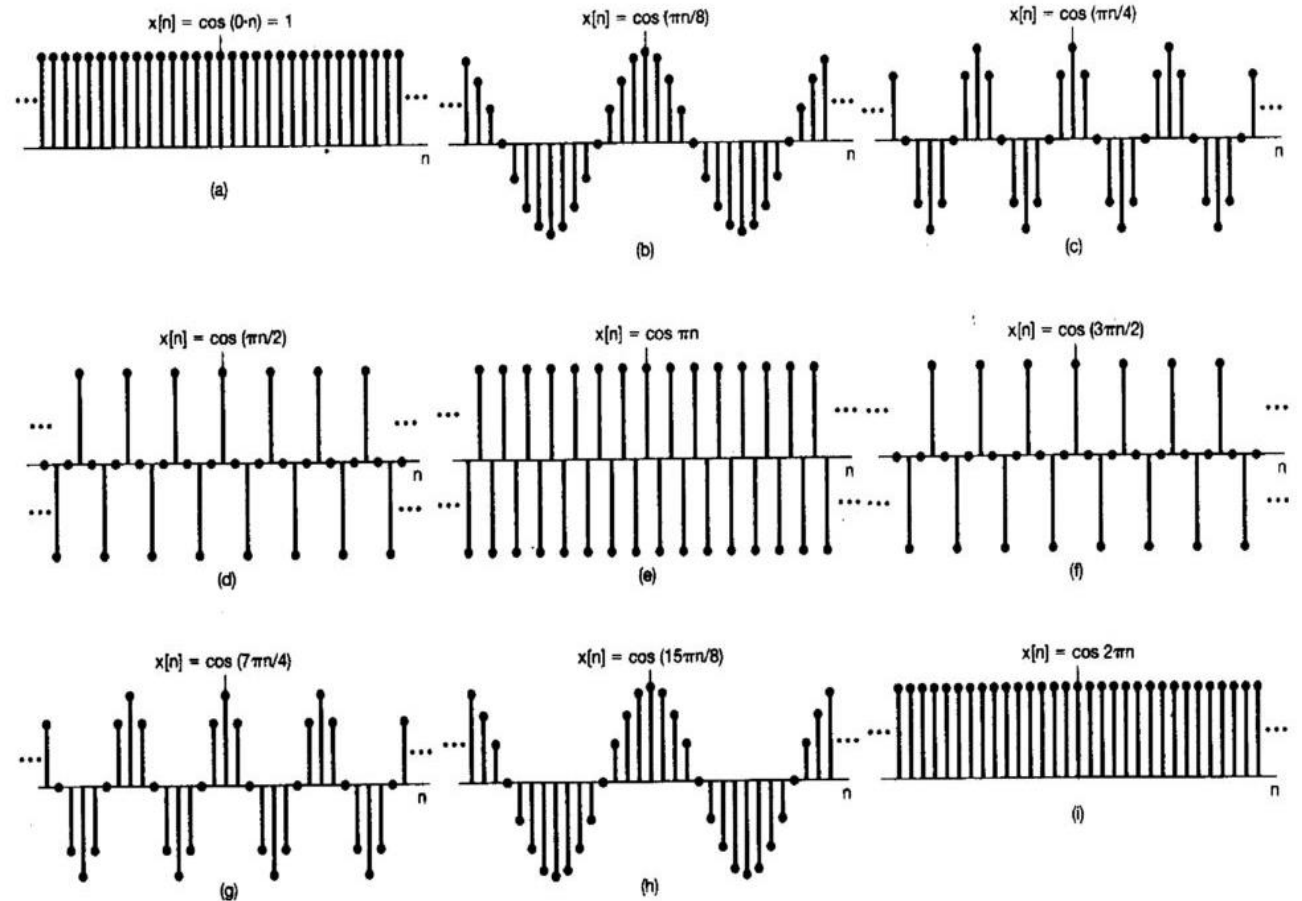 x[n] = cos (0·n) = 1
x[n] = cos (πn/8)
x[n] = cos (πn/4)
... ... n
... ... n
... ... n
(a)
(b)
(c)
x[n] = cos (πn/2)
x[n] = cos πn
x[n] = cos (3πn/2)
... ... n ... ...
... ... n ... ...
... ... n ... ...
(d)
(e)
(f)
x[n] = cos (7πn/4)
x[n] = cos (15πn/8)
x[n] = cos 2πn
... ... n
... ... n
... ... n
(g)
(h)
(i)